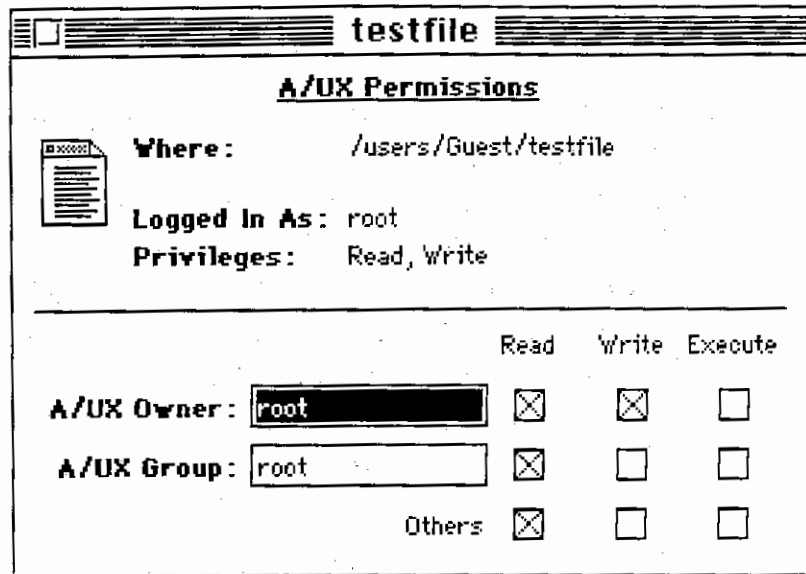 testfile
A/UX Permissions
Where: /users/Guest/testfile
Logged In As: root
Privileges: Read, Write
Read Write Execute
A/UX Owner: root
A/UX Group: root
Others